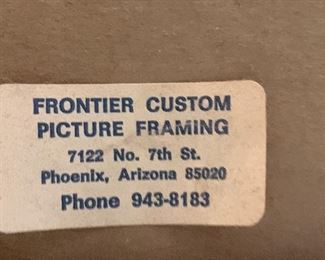 FRONTIER CUSTOM
PICTURE FRAMING
7122 No. 7th St.
Phoenix, Arizona 85020
Phone 943-8183